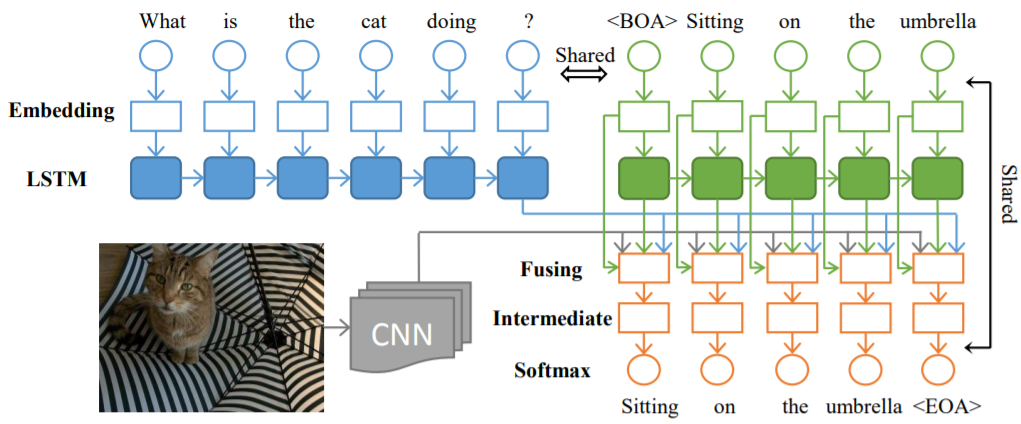 What is the cat doing ? <BOA> Sitting on the umbrella
Shared
Embedding
LSTM
Shared
Fusing
CNN
Intermediate
Softmax
Sitting on the umbrella <EOA>